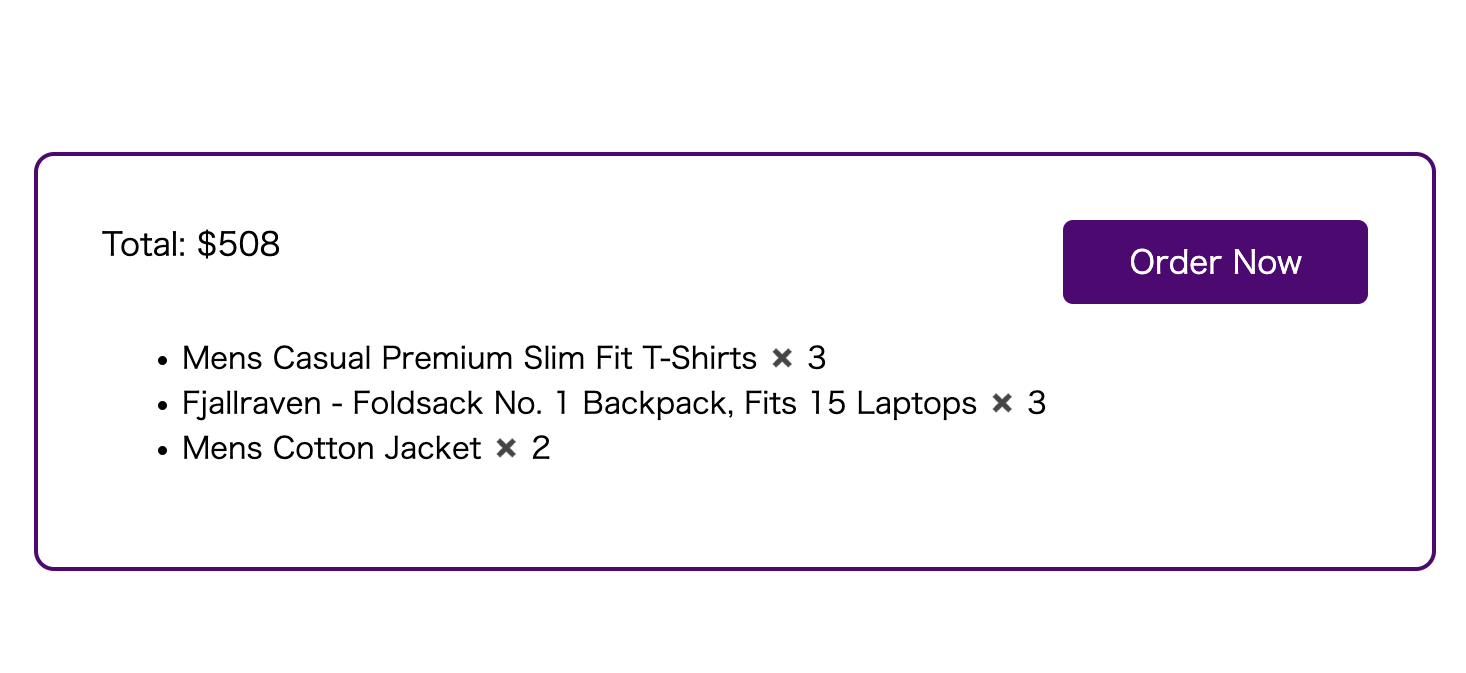 Total: $508
Order Now
• Mens Casual Premium Slim Fit T-Shirts ✖ 3
• Fjallraven - Foldsack No. 1 Backpack, Fits 15 Laptops ✖ 3
• Mens Cotton Jacket ✖ 2